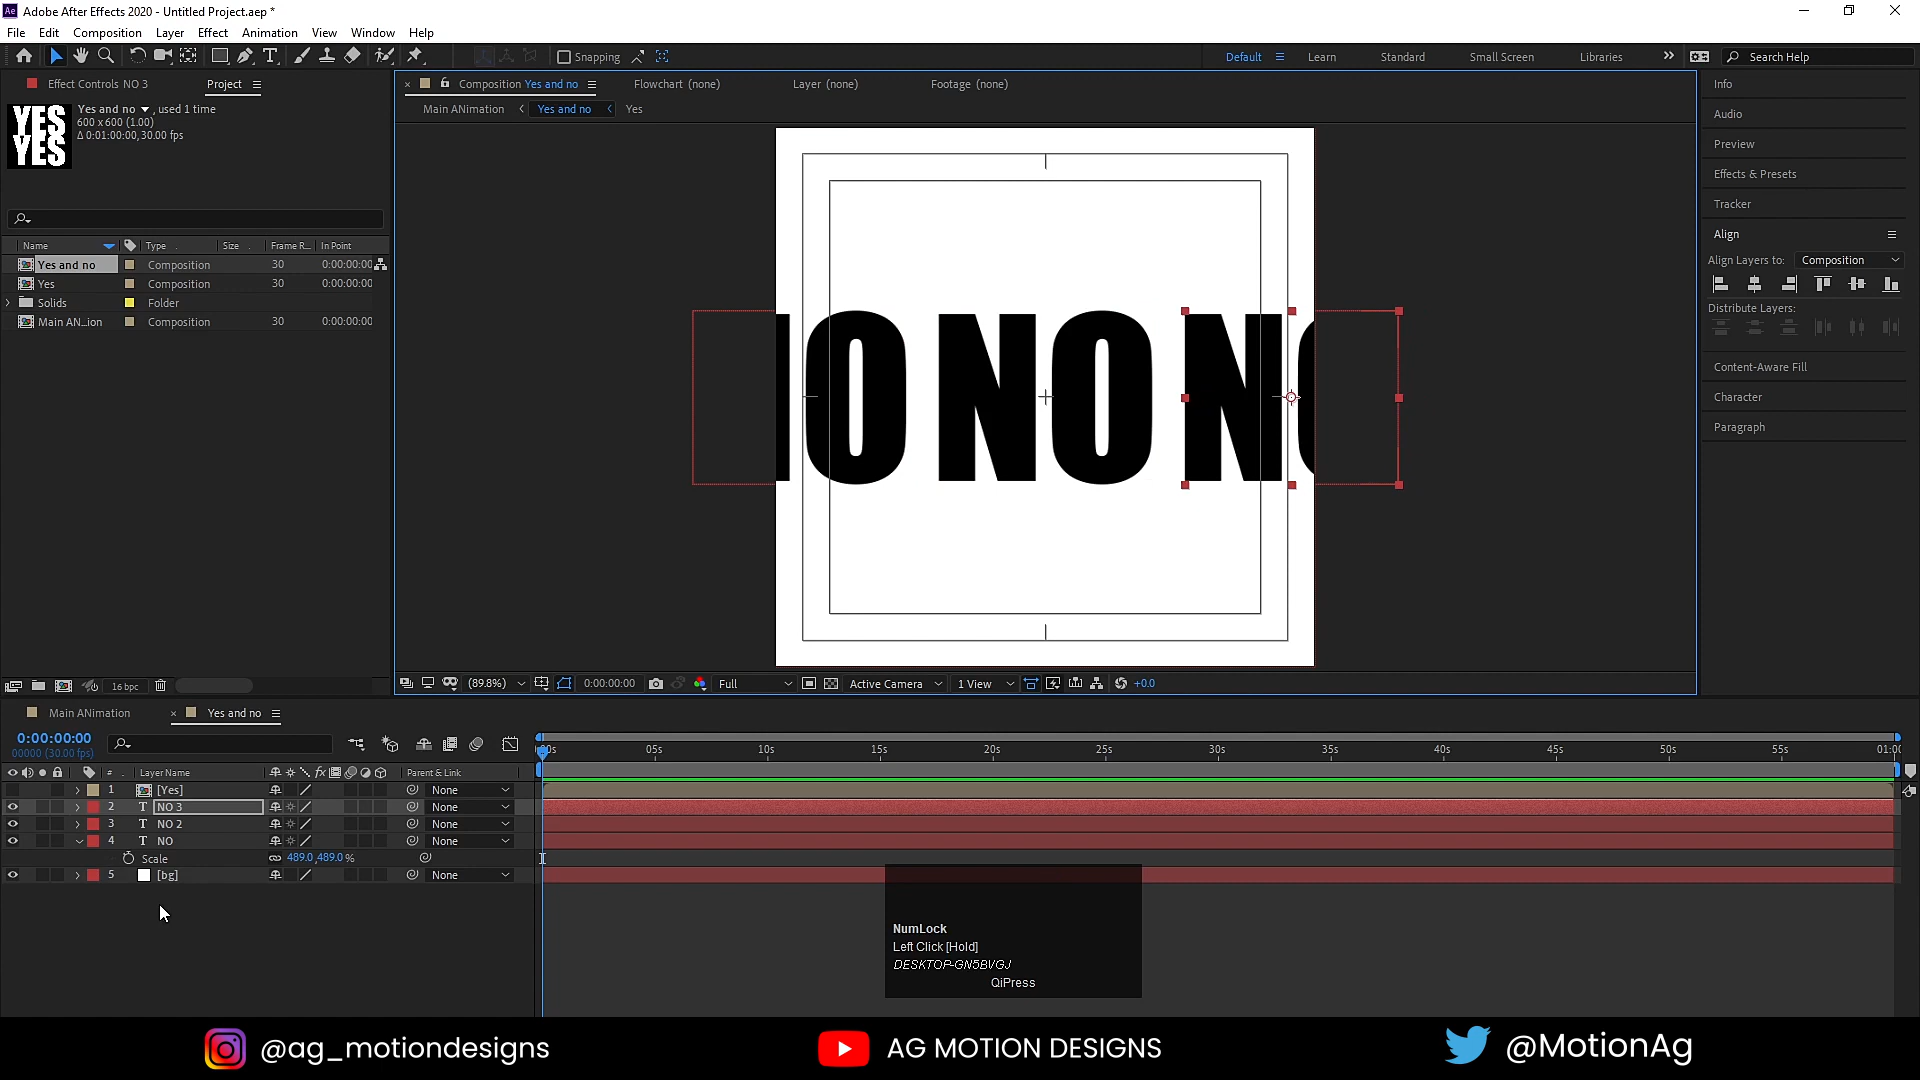 Adobe After Effects 2020 - Untitled Project.aep *
File Edit Composition Layer Effect Animation View Window Help
Snapping Default Learn Standard Small Screen Libraries Search Help
Effect Controls NO 3 Project
Yes and no , used 1 time
600 x 600 (1.00)
Δ 0:01:00:00, 30.00 fps
YES
YES
Name Type Size Frame R... In Point
Yes and no Composition 30 0:00:00:00
Yes Composition 30 0:00:00:00
Solids Folder
Main AN...ion Composition 30 0:00:00:00
16 bpc
Composition Yes and no Flowchart (none) Layer (none) Footage (none)
Main ANimation Yes and no Yes
NO NO NO
(89.8%) 0:00:00:00 Full Active Camera 1 View +0.0
Info
Audio
Preview
Effects & Presets
Tracker
Align
Align Layers to: Composition
Distribute Layers:
Content-Aware Fill
Character
Paragraph
Main ANimation Yes and no
0:00:00:00
00000 (30.00 fps)
:00s 05s 10s 15s 20s 25s 30s 35s 40s 45s 50s 55s 01:00
# Layer Name fx Parent & Link
1 [Yes] None
2 T NO 3 None
3 T NO 2 None
4 T NO None
Scale 489.0,489.0%
5 [bg] None
NumLock
Left Click [Hold]
DESKTOP-GN5BVGJ
QiPress
@ag_motiondesigns AG MOTION DESIGNS @MotionAg